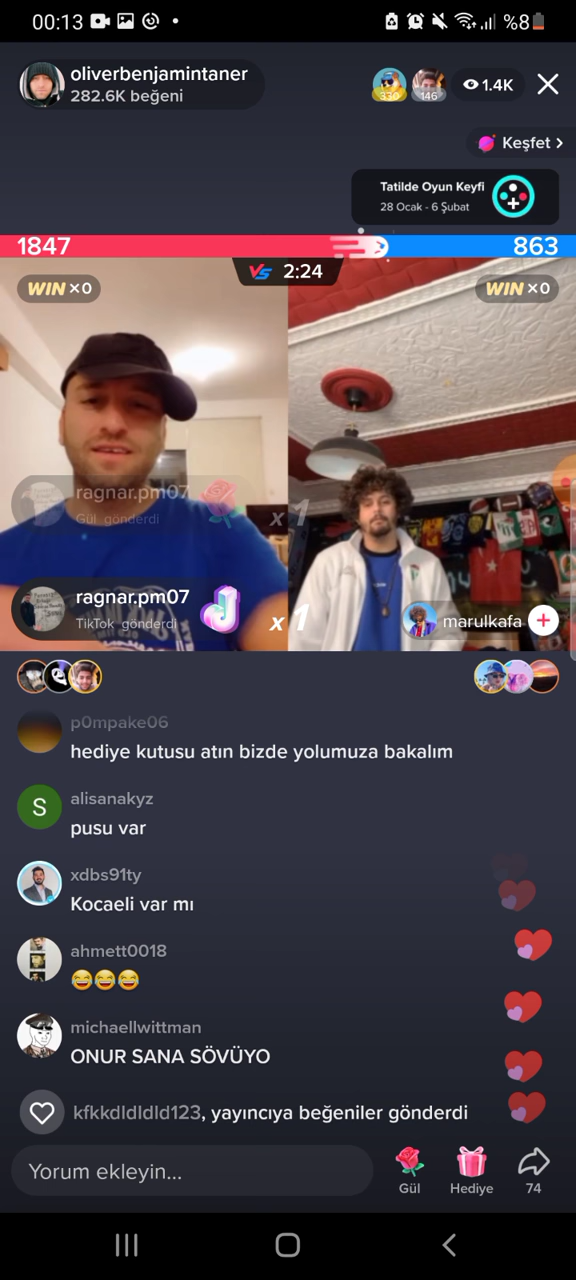 00:13
%8
oliverbenjamintaner
282.6K beğeni
330
146
1.4K
Keşfet
Tatilde Oyun Keyfi
28 Ocak - 6 Şubat
1847
863
VS 2:24
WIN ×0
WIN ×0
ragnar.pm07
Gül gönderdi
x 1
ragnar.pm07
TikTok gönderdi
x 1
marulkafa
p0mpake06
hediye kutusu atın bizde yolumuza bakalım
S
alisanakyz
pusu var
xdbs91ty
Kocaeli var mı
ahmett0018
😂😂😂
michaellwittman
ONUR SANA SÖVÜYO
kfkkdldldld123, yayıncıya beğeniler gönderdi
Yorum ekleyin...
Gül
Hediye
74